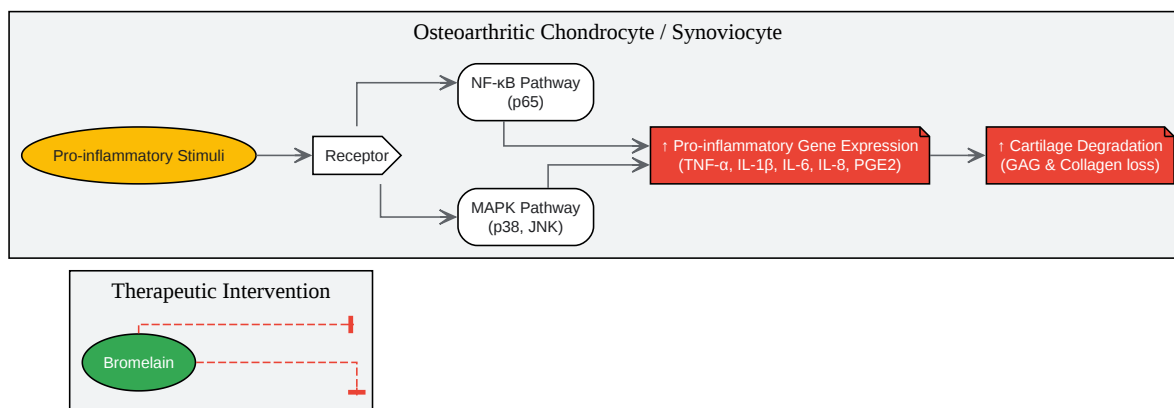 Osteoarthritic Chondrocyte / Synoviocyte
Pro-inflammatory Stimuli
Receptor
NF-κB Pathway
(p65)
MAPK Pathway
(p38, JNK)
↑ Pro-inflammatory Gene Expression
(TNF-α, IL-1β, IL-6, IL-8, PGE2)
↑ Cartilage Degradation
(GAG & Collagen loss)
Therapeutic Intervention
Bromelain